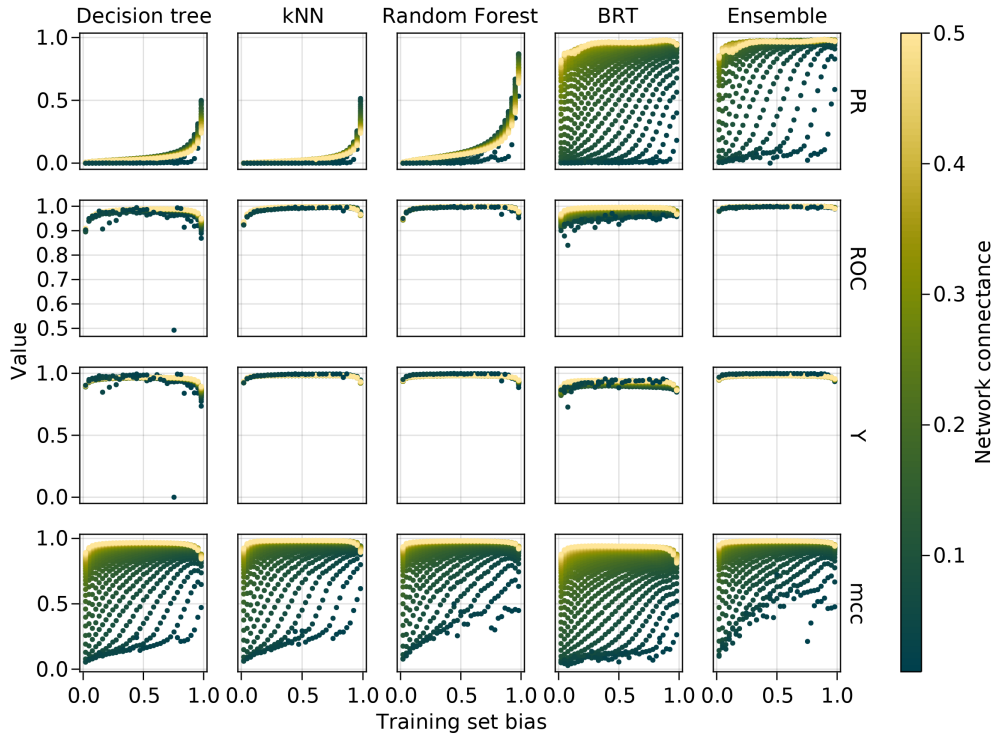 Decision tree kNN Random Forest BRT Ensemble
1.0
0.5
0.0
PR
1.0
0.9
0.8
0.7
0.6
0.5
ROC
1.0
0.5
0.0
Y
1.0
0.5
0.0
mcc
0.0 0.5 1.0 0.0 0.5 1.0 0.0 0.5 1.0 0.0 0.5 1.0 0.0 0.5 1.0
Training set bias
Value
0.5
0.4
0.3
0.2
0.1
Network connectance